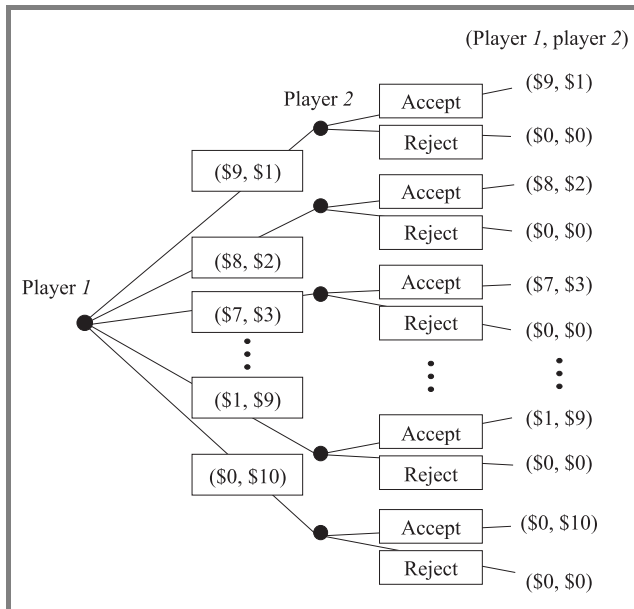 (Player 1, player 2)
Player 2
Accept
($9, $1)
Reject
($0, $0)
($9, $1)
Accept
($8, $2)
Reject
($0, $0)
($8, $2)
Player 1
Accept
($7, $3)
($7, $3)
Reject
($0, $0)
($1, $9)
Accept
($1, $9)
Reject
($0, $0)
($0, $10)
Accept
($0, $10)
Reject
($0, $0)